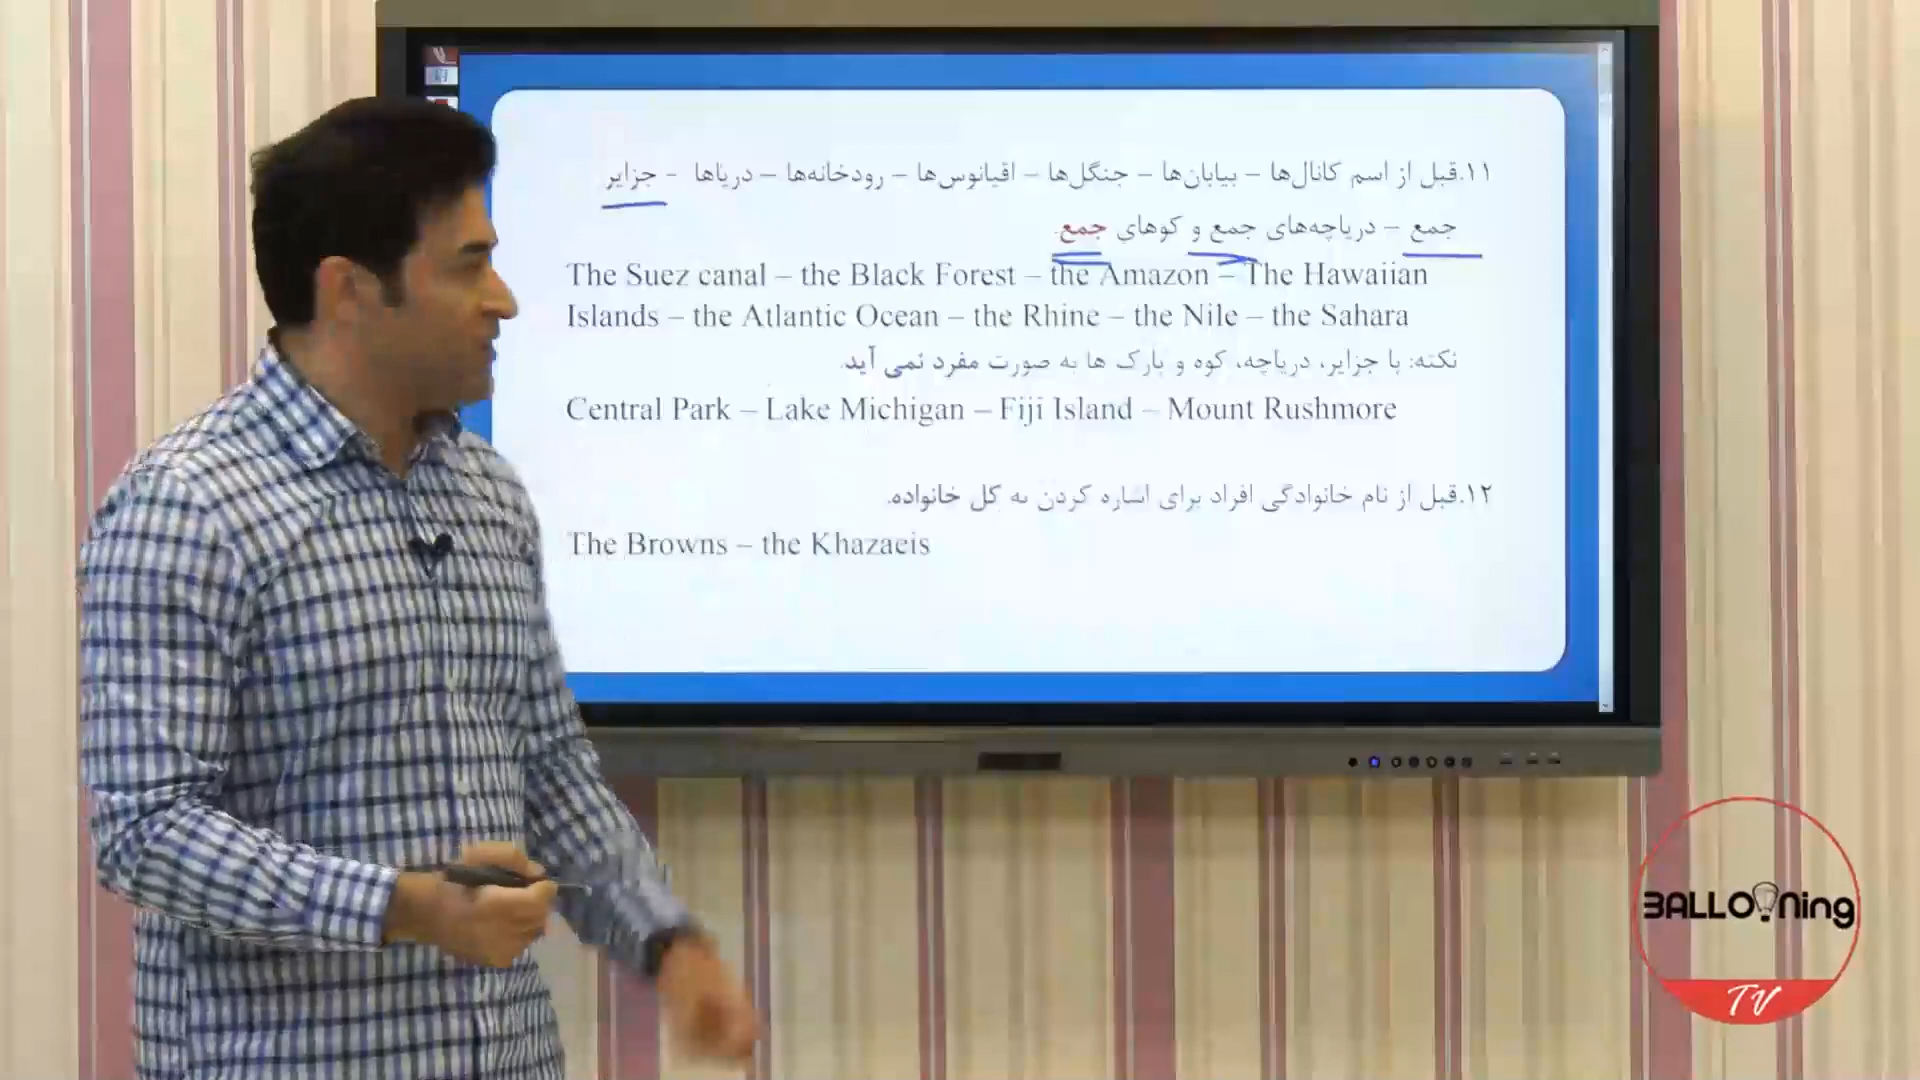 ۱۱.قبل از اسم کانال‌ها – بیابان‌ها – جنگل‌ها – اقیانوس‌ها – رودخانه‌ها – دریاها - جزایر
جمع – دریاچه‌های جمع و کوهای جمع.
The Suez canal – the Black Forest – the Amazon – The Hawaiian
Islands – the Atlantic Ocean – the Rhine – the Nile – the Sahara
نکته: با جزایر، دریاچه، کوه و پارک ها به صورت مفرد نمی آید.
Central Park – Lake Michigan – Fiji Island – Mount Rushmore
۱۲.قبل از نام خانوادگی افراد برای اشاره کردن به کل خانواده.
The Browns – the Khazaeis
BALLOONing
TV